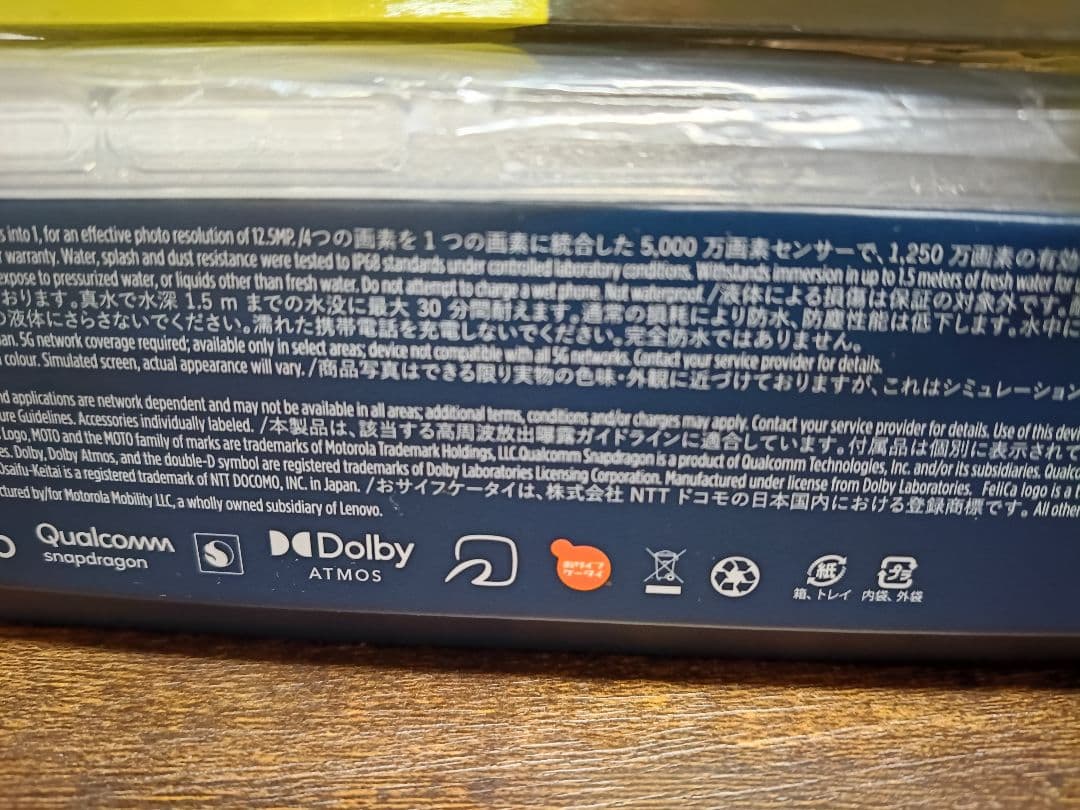 s into 1, for an effective photo resolution of 12.5MP. /4つの画素を 1 つの画素に統合した 5,000 万画素センサーで、1,250 万画素の有効
warranty. Water, splash and dust resistance were tested to IP68 standards under controlled laboratory conditions. Withstands immersion in up to 1.5 meters of fresh water for
expose to pressurized water, or liquids other than fresh water. Do not attempt to charge a wet phone. Not waterproof. /液体による損傷は保証の対象外です。
おります。真水で水深 1.5 m までの水没に最大 30 分間耐えます。通常の損耗により防水、防塵性能は低下します。水中に
液体にさらさないでください。濡れた携帯電話を充電しないでください。完全防水ではありません。
an. 5G network coverage required; available only in select areas; device not compatible with all 5G networks. Contact your service provider for details.
colour. Simulated screen, actual appearance will vary. /商品写真はできる限り実物の色味・外観に近づけておりますが、これはシミュレーション
nd applications are network dependent and may not be available in all areas; additional terms, conditions and/or charges may apply. Contact your service provider for details. Use of this devi
ure Guidelines. Accessories individually labeled. /本製品は、該当する高周波放出曝露ガイドラインに適合しています。付属品は個別に表示されて
Logo, MOTO and the MOTO family of marks are trademarks of Motorola Trademark Holdings, LLC. Qualcomm Snapdragon is a product of Qualcomm Technologies, Inc. and/or its subsidiaries. Qualco
es. Dolby, Dolby Atmos, and the double-D symbol are registered trademarks of Dolby Laboratories Licensing Corporation. Manufactured under license from Dolby Laboratories. FeliCa logo is a t
Osaifu-Keitai is a registered trademark of NTT DOCOMO, INC. in Japan. /おサイフケータイは、株式会社 NTT ドコモの日本国内における登録商標です。All other
ctured by/for Motorola Mobility LLC, a wholly owned subsidiary of Lenovo.
Qualcomm
snapdragon
Dolby
ATMOS
おサイフ
ケータイ
紙
箱、トレイ
プラ
内袋、外袋